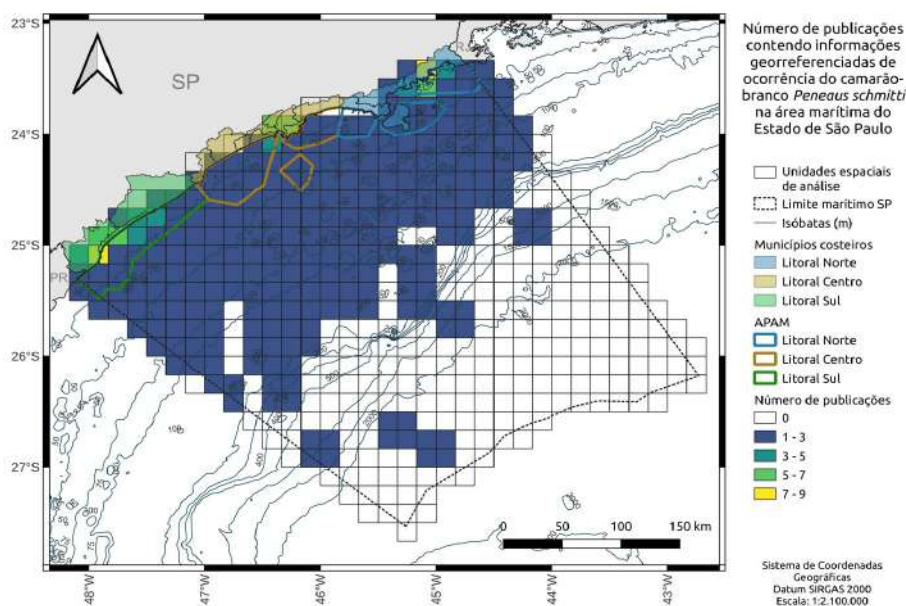 Número de publicações
contendo informações
georreferenciadas de
ocorrência do camarão-
branco Peneaus schmitti
na área marítima do
Estado de São Paulo
Unidades espaciais
de análise
Limite marítimo SP
Isóbatas (m)
Municípios costeiros
Litoral Norte
Litoral Centro
Litoral Sul
APAM
Litoral Norte
Litoral Centro
Litoral Sul
Número de publicações
0
1 - 3
3 - 5
5 - 7
7 - 9
Sistema de Coordenadas
Geográficas
Datum SIRGAS 2000
Escala: 1:2.100.000
23°S
24°S
25°S
26°S
27°S
SP
PR
0 50 100 150 km
48°W 47°W 46°W 45°W 44°W 43°W